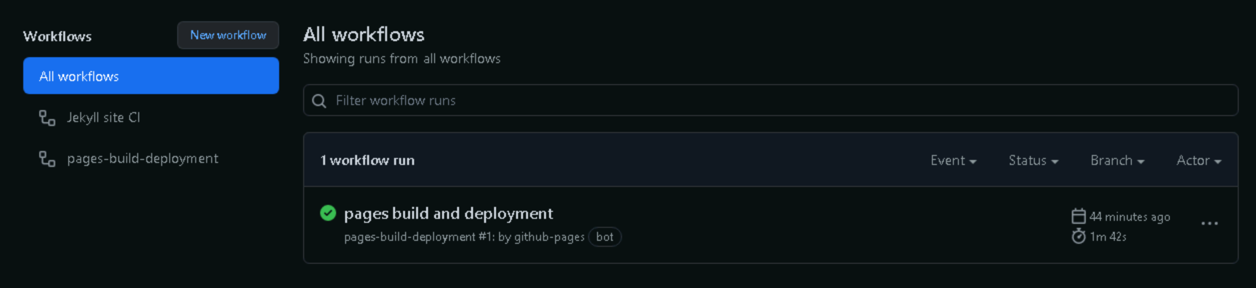 Workflows
New workflow
All workflows
Jekyll site CI
pages-build-deployment
All workflows
Showing runs from all workflows
Filter workflow runs
1 workflow run
Event
Status
Branch
Actor
pages build and deployment
44 minutes ago
pages-build-deployment #1: by github-pages bot
1m 42s